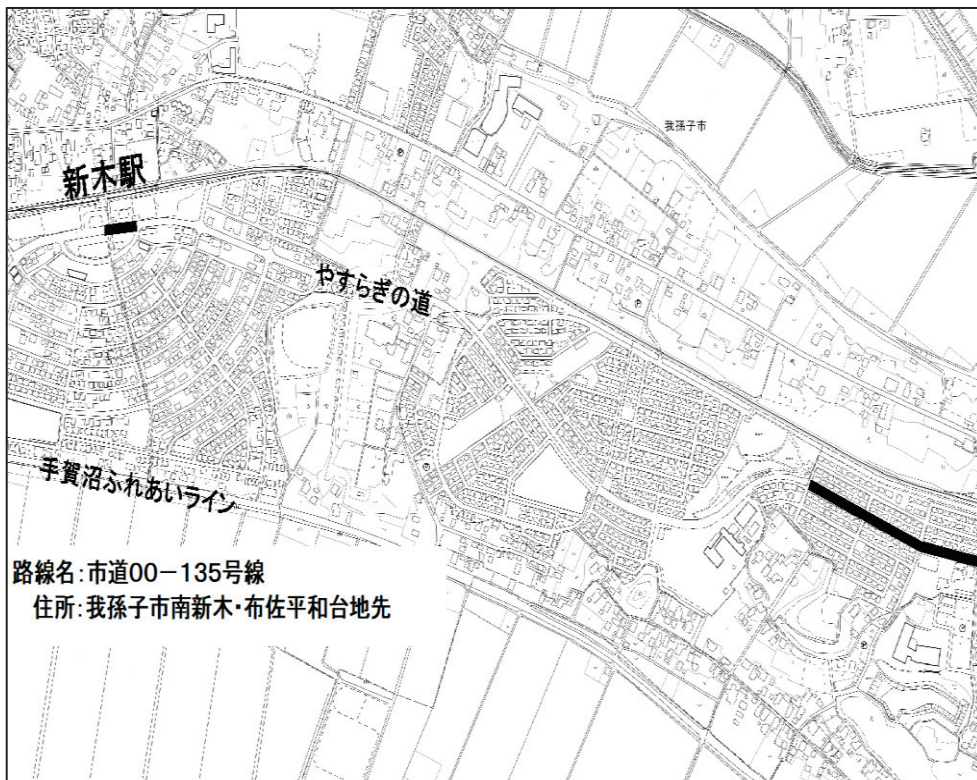 我孫子市
新木駅
やすらぎの道
手賀沼ふれあいライン
路線名：市道00－135号線
住所：我孫子市南新木・布佐平和台地先